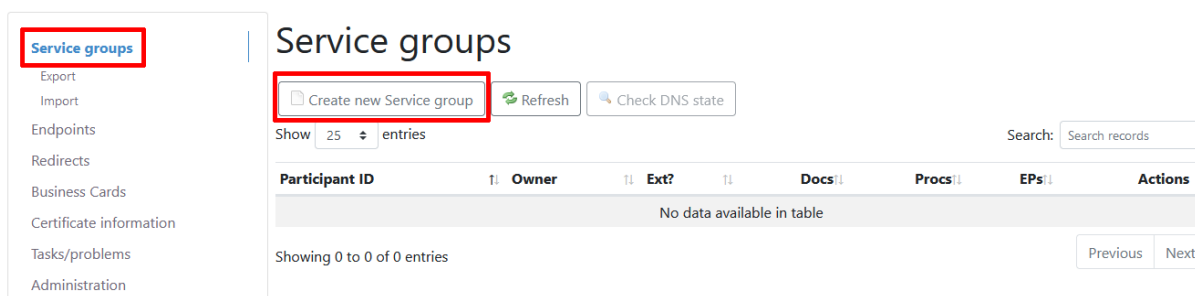 Service groups
Export
Import
Endpoints
Redirects
Business Cards
Certificate information
Tasks/problems
Administration
Service groups
Create new Service group Refresh Check DNS state
Show 25 entries Search: Search records
Participant ID Owner Ext? Docs Procs EPs Actions
No data available in table
Showing 0 to 0 of 0 entries Previous Next